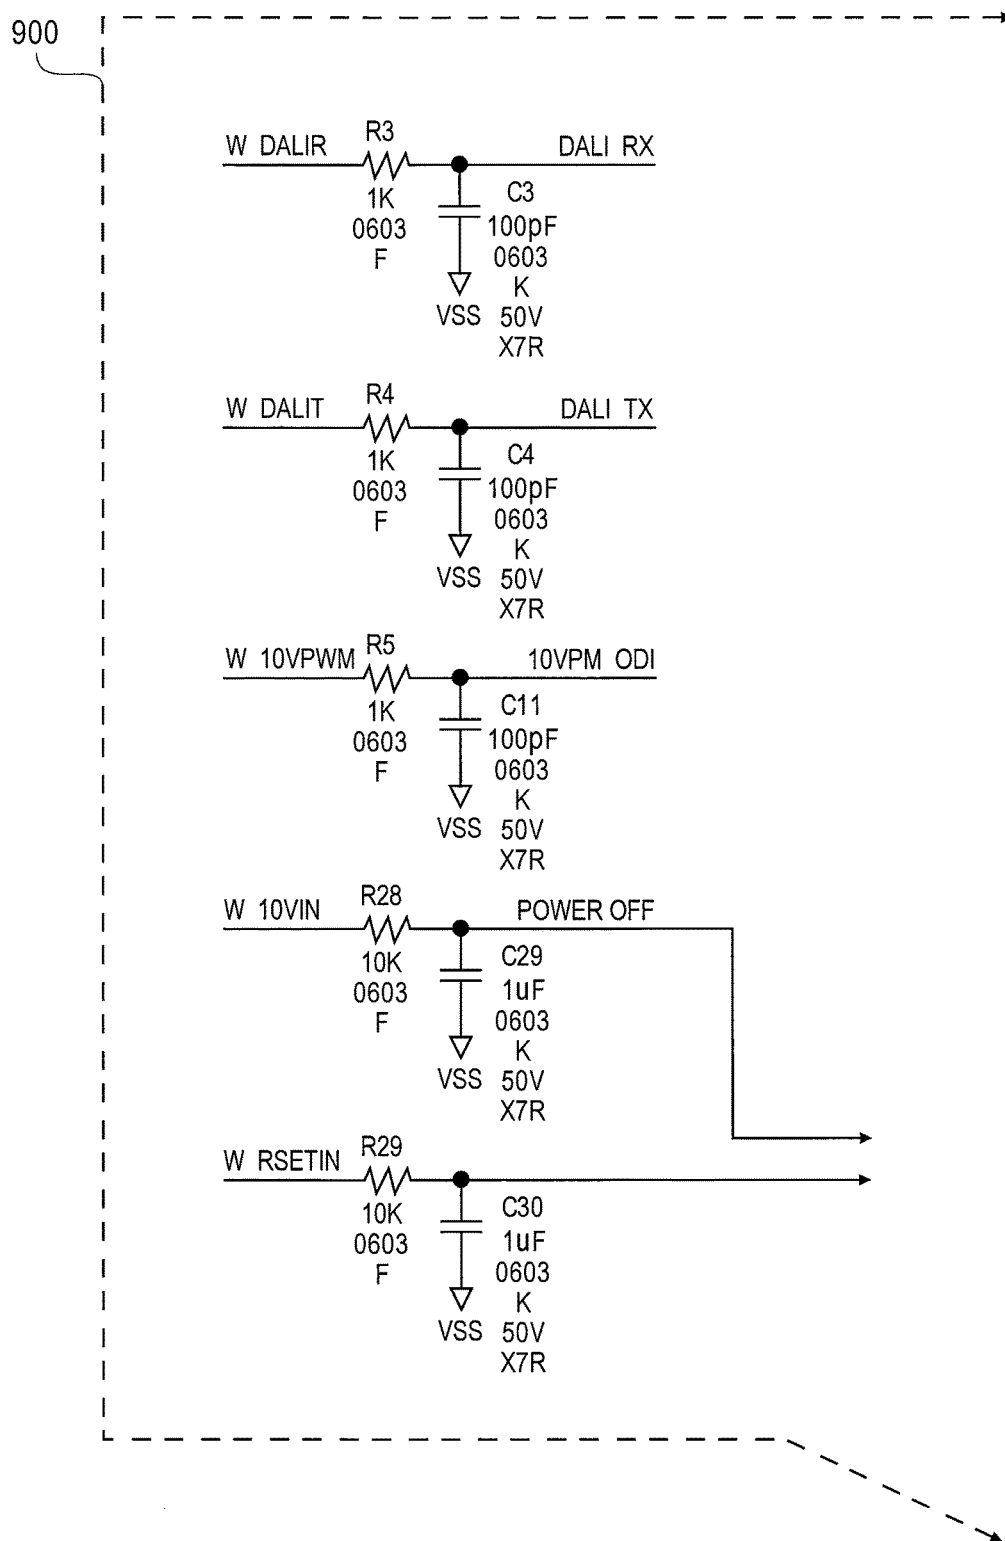 900
W DALIR
R3
1K
0603
F
DALI RX
C3
100pF
0603
K
50V
X7R
VSS
W DALIT
R4
1K
0603
F
DALI TX
C4
100pF
0603
K
50V
X7R
VSS
W 10VPWM
R5
1K
0603
F
10VPM ODI
C11
100pF
0603
K
50V
X7R
VSS
W 10VIN
R28
10K
0603
F
POWER OFF
C29
1uF
0603
K
50V
X7R
VSS
W RSETIN
R29
10K
0603
F
C30
1uF
0603
K
50V
X7R
VSS